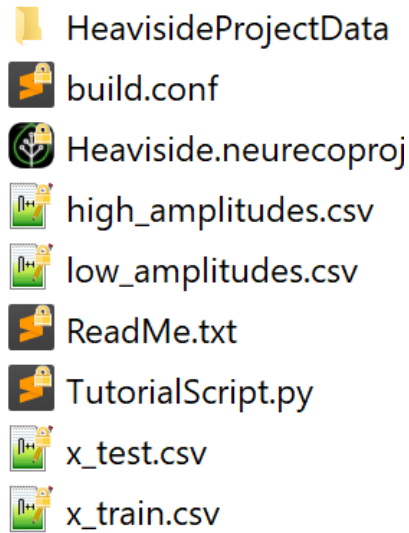 HeavisideProjectData
build.conf
Heaviside.neurecoproj
high_amplitudes.csv
low_amplitudes.csv
ReadMe.txt
TutorialScript.py
x_test.csv
x_train.csv